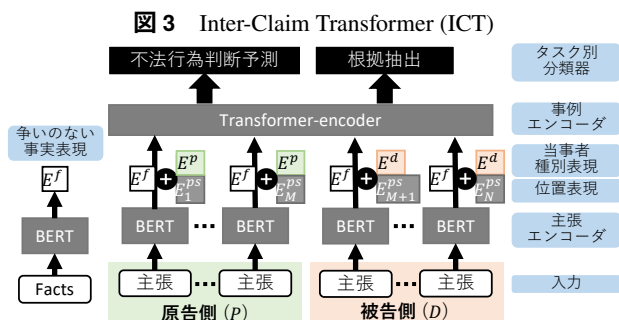 図 3 Inter-Claim Transformer (ICT)
不法行為判断予測
根拠抽出
タスク別
分類器
Transformer-encoder
事例
エンコーダ
争いのない
事実表現
E^f
E^f
E^p
E_1^{ps}
E^f
E^p
E_M^{ps}
E^f
E^d
E_{M+1}^{ps}
E^f
E^d
E_N^{ps}
当事者
種別表現
位置表現
BERT
BERT
...
BERT
BERT
...
BERT
主張
エンコーダ
Facts
主張
...
主張
主張
...
主張
入力
原告側 (P)
被告側 (D)